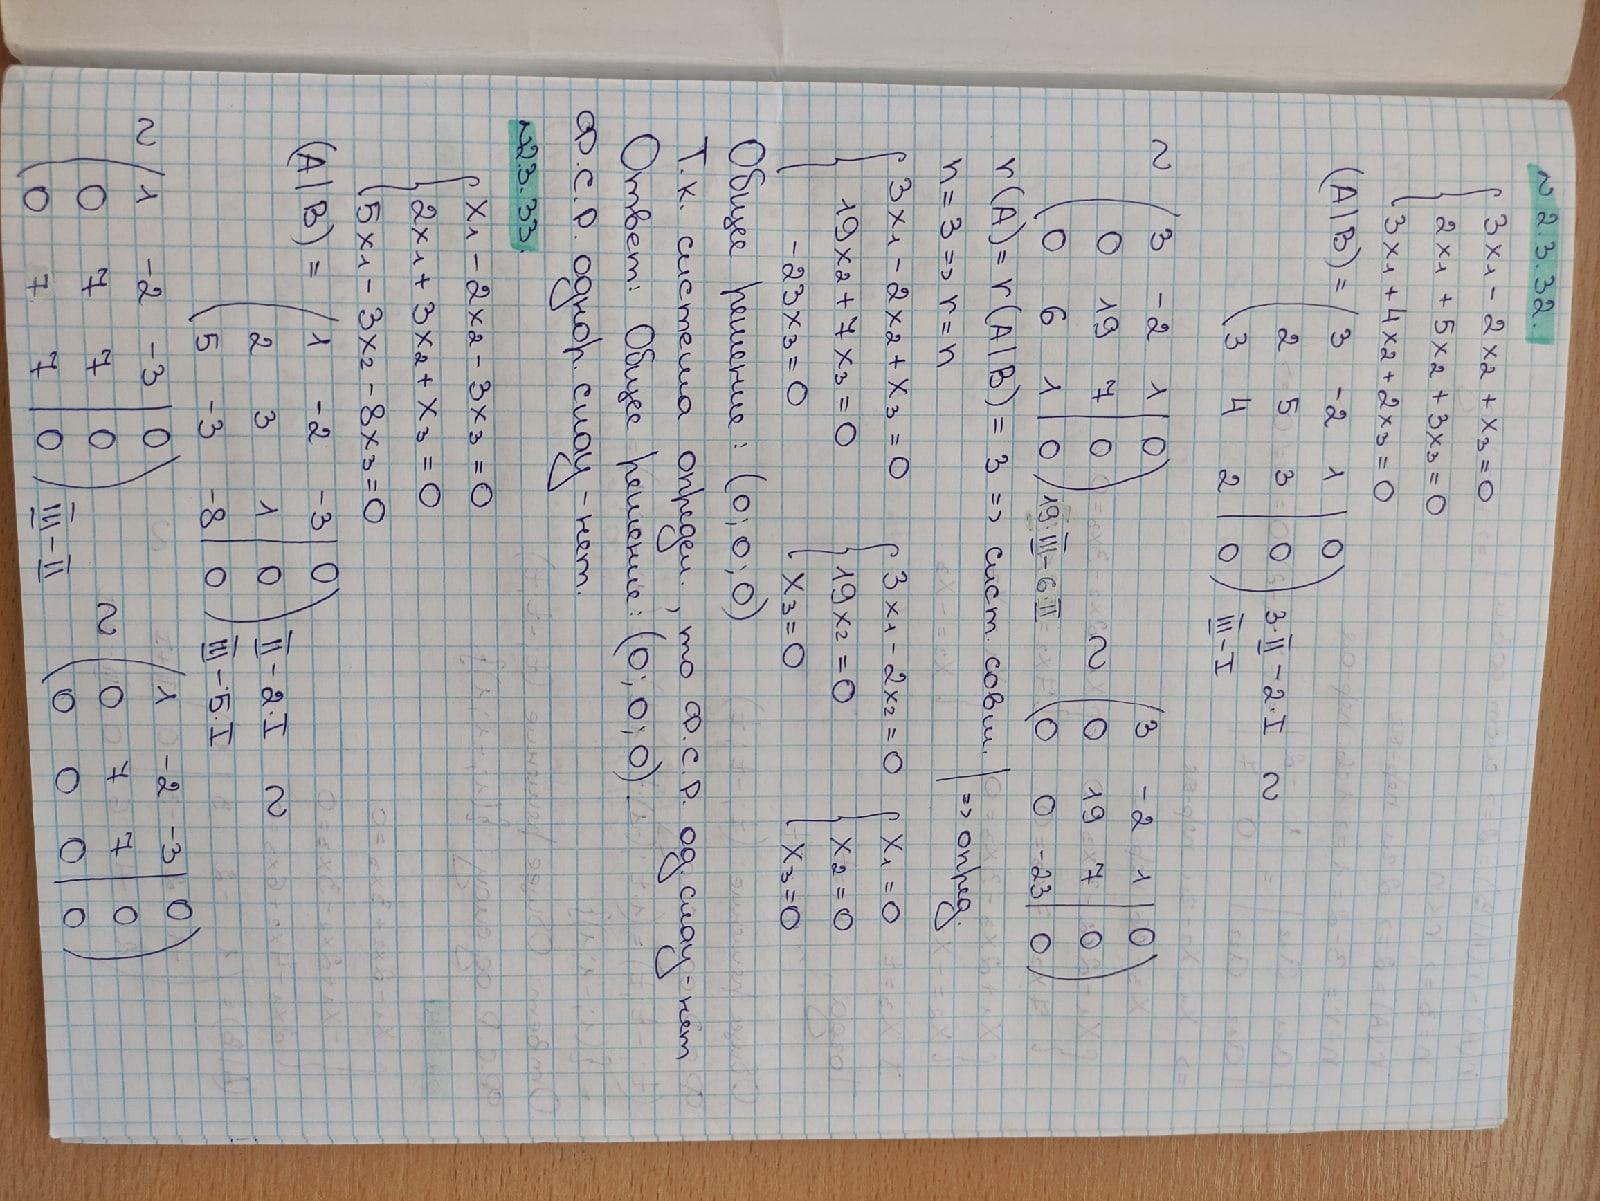 ~ 2.3.32.
{ 3x₁ - 2x₂ + x₃ = 0
2x₁ + 5x₂ + 3x₃ = 0
3x₁ + 4x₂ + 2x₃ = 0
(A|B) = ( 3 -2 1 | 0
2 5 3 | 0
3 4 2 | 0 ) 3·II - 2·I ~
III - I
~ ( 3 -2 1 | 0
0 19 7 | 0
0 6 1 | 0 ) 19·III - 6·II ~ ( 3 -2 1 | 0
0 19 7 | 0
0 0 -23 | 0 )
r(A) = r(A|B) = 3 => сист. совм. | => опред.
n = 3 => r = n
{ 3x₁ - 2x₂ + x₃ = 0
19x₂ + 7x₃ = 0
-23x₃ = 0
{ 3x₁ - 2x₂ = 0
19x₂ = 0
x₃ = 0
{ x₁ = 0
x₂ = 0
x₃ = 0
Общее решение: (0; 0; 0)
Т.к. система определ., то Ф.С.Р. од. слау - нет
Ответ: Общее решение: (0; 0; 0)
Ф.С.Р. однор. слау - нет.
~2.3.33.
{ x₁ - 2x₂ - 3x₃ = 0
2x₁ + 3x₂ + x₃ = 0
5x₁ - 3x₂ - 8x₃ = 0
(A|B) = ( 1 -2 -3 | 0
2 3 1 | 0
5 -3 -8 | 0 ) II - 2·I ~
III - 5·I
~ ( 1 -2 -3 | 0
0 7 7 | 0
0 7 7 | 0 ) III - II ~ ( 1 -2 -3 | 0
0 7 7 | 0
0 0 0 | 0 )